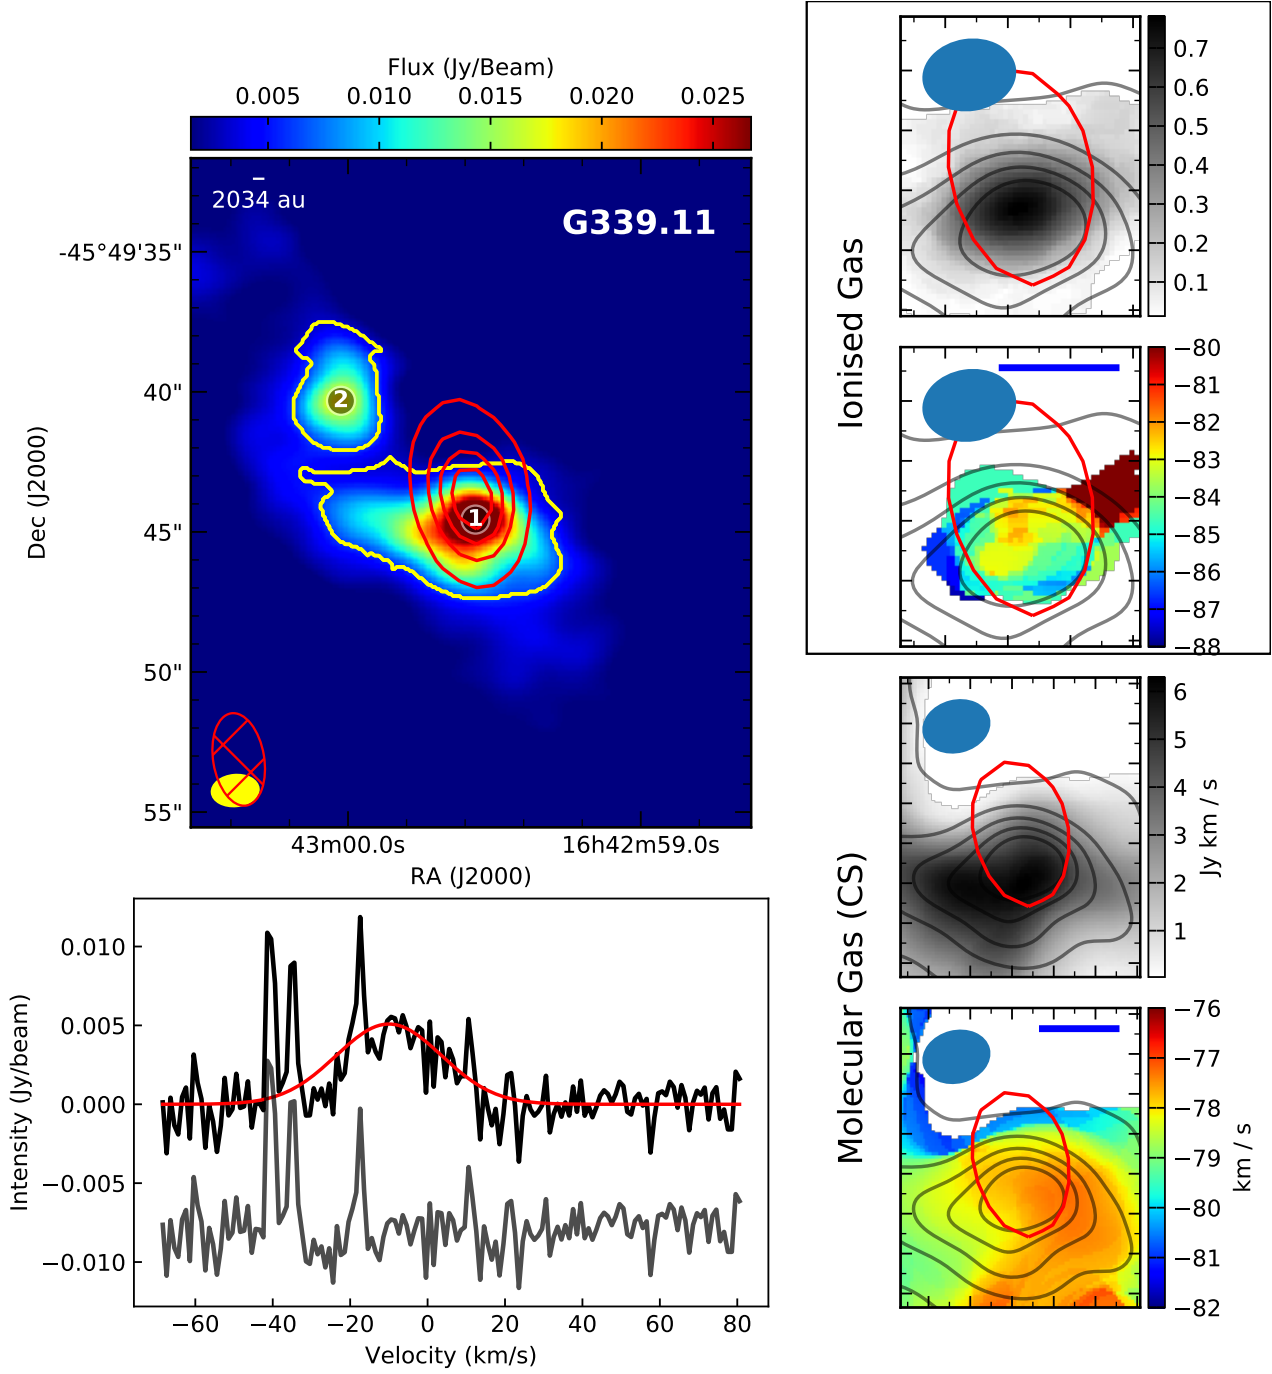 Flux (Jy/Beam)
0.005 0.010 0.015 0.020 0.025
2034 au
G339.11
-45°49'35"
40"
45"
50"
55"
Dec (J2000)
2
1
43m00.0s 16h42m59.0s
RA (J2000)
0.010
0.005
0.000
−0.005
−0.010
Intensity (Jy/beam)
−60 −40 −20 0 20 40 60 80
Velocity (km/s)
Ionised Gas
0.7
0.6
0.5
0.4
0.3
0.2
0.1
−80
−81
−82
−83
−84
−85
−86
−87
−88
Molecular Gas (CS)
6
5
4
3
2
1
Jy km / s
−76
−77
−78
−79
−80
−81
−82
km / s